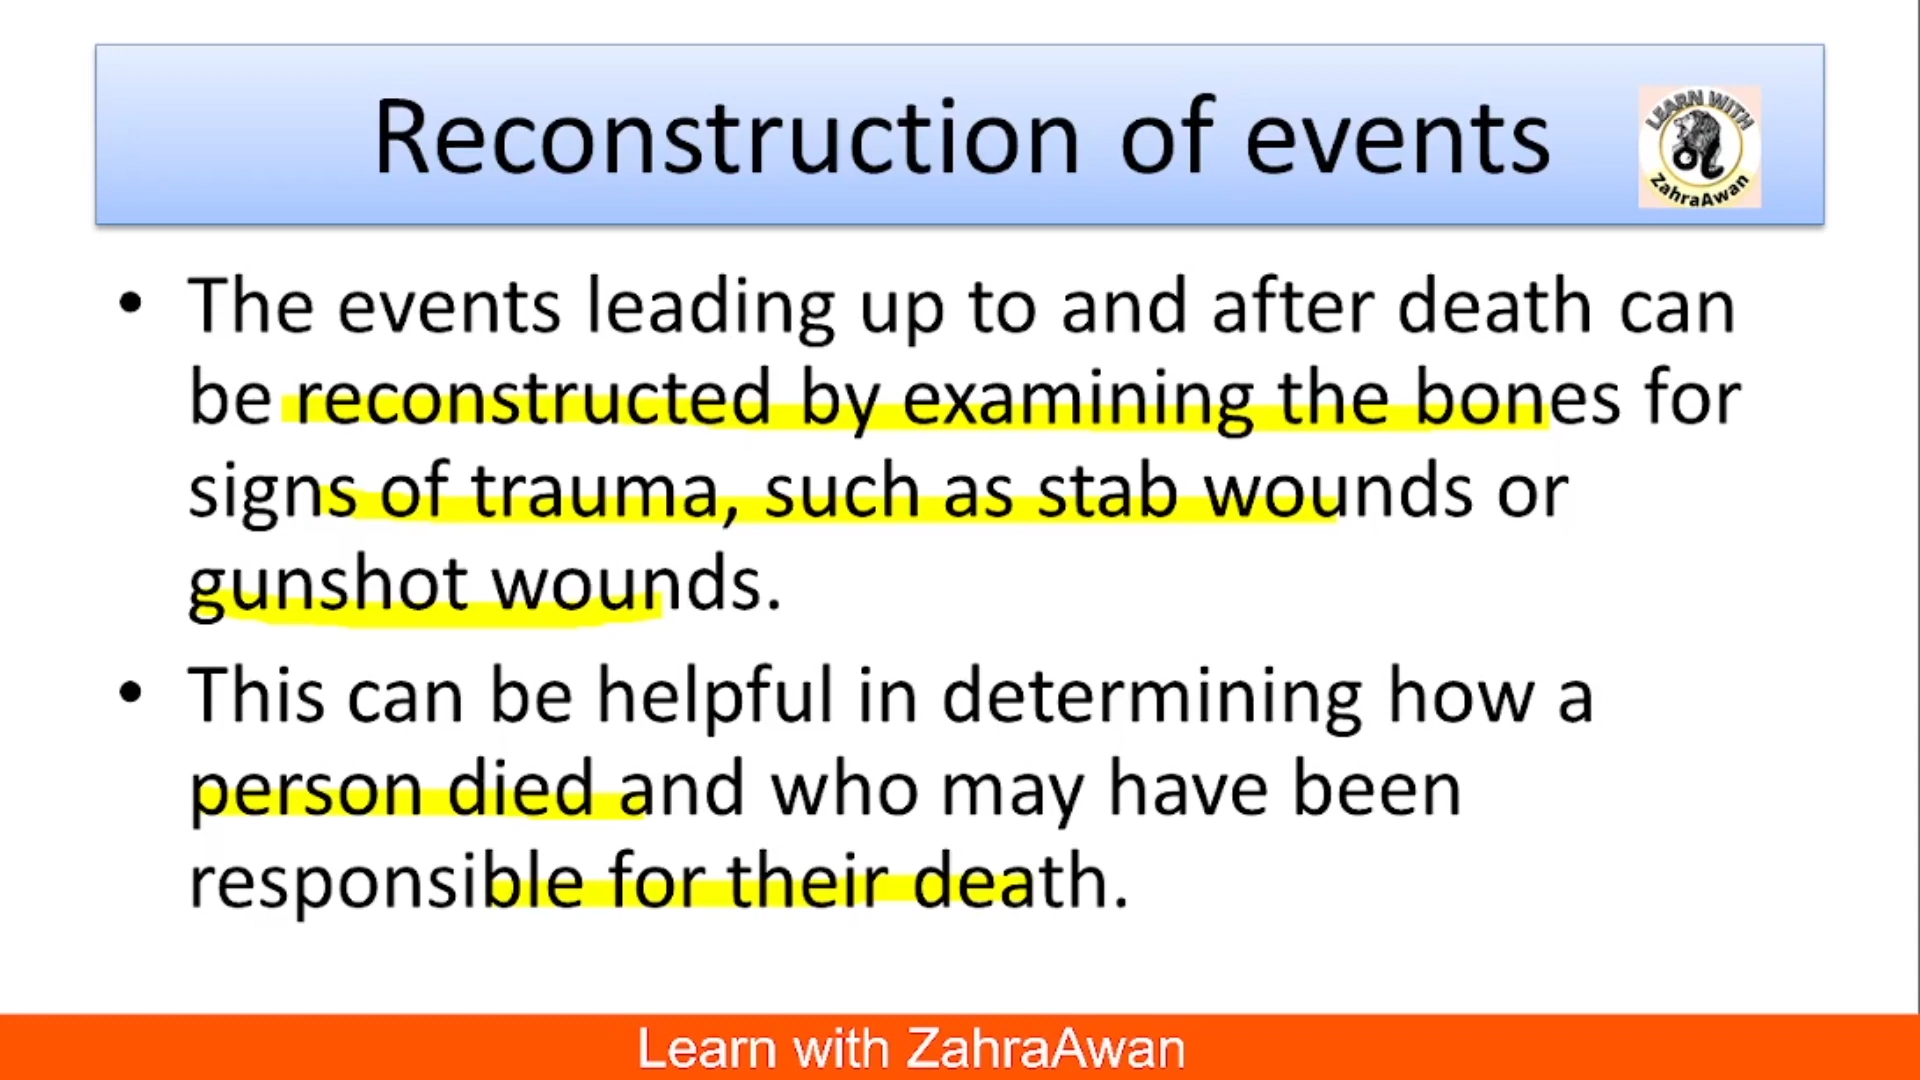 Reconstruction of events
LEARN WITH
ZahraAwan
• The events leading up to and after death can
be reconstructed by examining the bones for
signs of trauma, such as stab wounds or
gunshot wounds.
• This can be helpful in determining how a
person died and who may have been
responsible for their death.
Learn with ZahraAwan